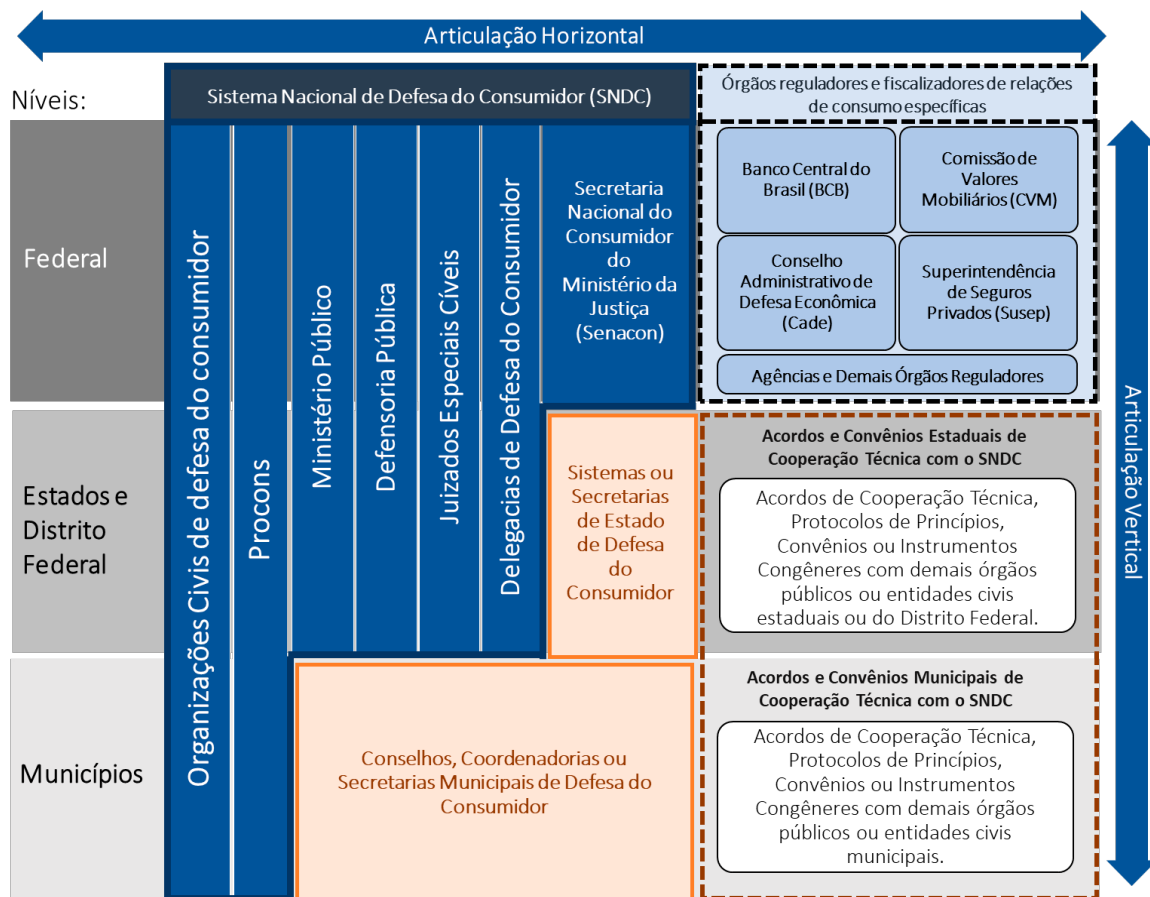 Articulação Horizontal
Níveis:
Sistema Nacional de Defesa do Consumidor (SNDC)
Órgãos reguladores e fiscalizadores de relações
de consumo específicas
Federal
Organizações Civis de defesa do consumidor
Procons
Ministério Público
Defensoria Pública
Juizados Especiais Cíveis
Delegacias de Defesa do Consumidor
Secretaria
Nacional do
Consumidor
do
Ministério da
Justiça
(Senacon)
Banco Central do
Brasil (BCB)
Comissão de
Valores
Mobiliários (CVM)
Conselho
Administrativo de
Defesa Econômica
(Cade)
Superintendência
de Seguros
Privados (Susep)
Agências e Demais Órgãos Reguladores
Articulação Vertical
Estados e
Distrito
Federal
Sistemas ou
Secretarias
de Estado
de Defesa
do
Consumidor
Acordos e Convênios Estaduais de
Cooperação Técnica com o SNDC
Acordos de Cooperação Técnica,
Protocolos de Princípios,
Convênios ou Instrumentos
Congêneres com demais órgãos
públicos ou entidades civis
estaduais ou do Distrito Federal.
Municípios
Conselhos, Coordenadorias ou
Secretarias Municipais de Defesa do
Consumidor
Acordos e Convênios Municipais de
Cooperação Técnica com o SNDC
Acordos de Cooperação Técnica,
Protocolos de Princípios,
Convênios ou Instrumentos
Congêneres com demais órgãos
públicos ou entidades civis
municipais.